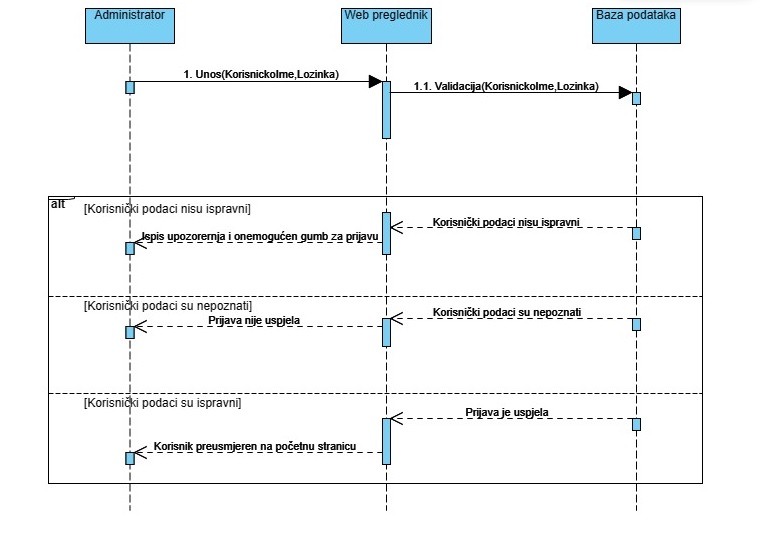 Administrator
Web preglednik
Baza podataka
1. Unos(KorisnickoIme,Lozinka)
1.1. Validacija(KorisnickoIme,Lozinka)
alt
[Korisnički podaci nisu ispravni]
Korisnički podaci nisu ispravni
Ispis upozorernja i onemogućen gumb za prijavu
[Korisnički podaci su nepoznati]
Korisnički podaci su nepoznati
Prijava nije uspjela
[Korisnički podaci su ispravni]
Prijava je uspjela
Korisnik preusmjeren na početnu stranicu